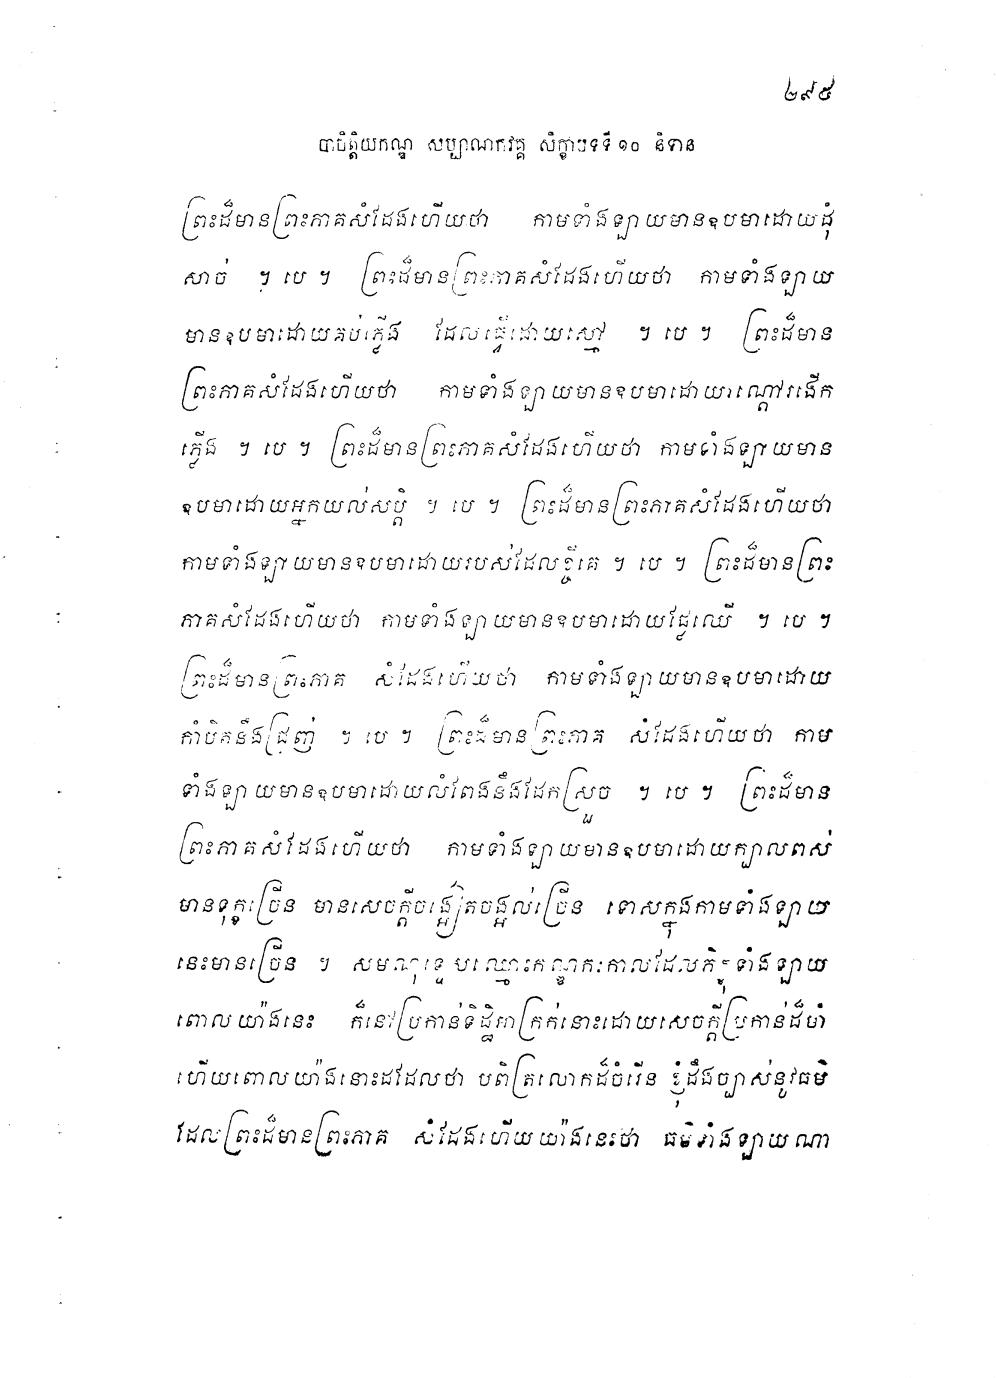 ២៩៥
បាចិត្តិយកណ្ឌ សប្បាណកវគ្គ សិក្ខាបទទី ១០ និទាន
ព្រះដ៏មានព្រះភាគសំដែងហើយថា កាមទាំងឡាយមានឧបមាដោយដុំ
សាច់ ។ បេ ។ ព្រះដ៏មានព្រះភាគសំដែងហើយថា កាមទាំងឡាយ
មានឧបមាដោយគប់ភ្លើង ដែលធ្វើដោយស្មៅ ។ បេ ។ ព្រះដ៏មាន
ព្រះភាគសំដែងហើយថា កាមទាំងឡាយមានឧបមាដោយរណ្តៅរងើក
ភ្លើង ។ បេ ។ ព្រះដ៏មានព្រះភាគសំដែងហើយថា កាមទាំងឡាយមាន
ឧបមាដោយអ្នកយល់សប្តិ ។ បេ ។ ព្រះដ៏មានព្រះភាគសំដែងហើយថា
កាមទាំងឡាយមានឧបមាដោយរបស់ដែលខ្ចីគេ ។ បេ ។ ព្រះដ៏មានព្រះ
ភាគសំដែងហើយថា កាមទាំងឡាយមានឧបមាដោយផ្លែឈើ ។ បេ ។
ព្រះដ៏មានព្រះភាគ សំដែងហើយថា កាមទាំងឡាយមានឧបមាដោយ
កាំបិតនឹងជ្រញ់ ។ បេ ។ ព្រះដ៏មានព្រះភាគ សំដែងហើយថា កាម
ទាំងឡាយមានឧបមាដោយលំពែងនឹងដែកស្រួច ។ បេ ។ ព្រះដ៏មាន
ព្រះភាគសំដែងហើយថា កាមទាំងឡាយមានឧបមាដោយក្បាលពស់
មានទុក្ខច្រើន មានសេចក្តីចង្អៀតចង្អល់ច្រើន ទោសក្នុងកាមទាំងឡាយ
នេះមានច្រើន ។ សមណុទ្ទេសឈ្មោះកណ្ឌកៈកាលដែលភិក្ខុទាំងឡាយ
ពោលយ៉ាងនេះ ក៏នៅប្រកាន់ទិដ្ឋិអាក្រក់នោះដោយសេចក្តីប្រកាន់ដ៏មាំ
ហើយពោលយ៉ាងនោះដដែលថា បពិត្រលោកដ៏ចំរើន ខ្ញុំដឹងច្បាស់នូវធម៌
ដែលព្រះដ៏មានព្រះភាគ សំដែងហើយយ៉ាងនេះថា ធម៌ទាំងឡាយណា